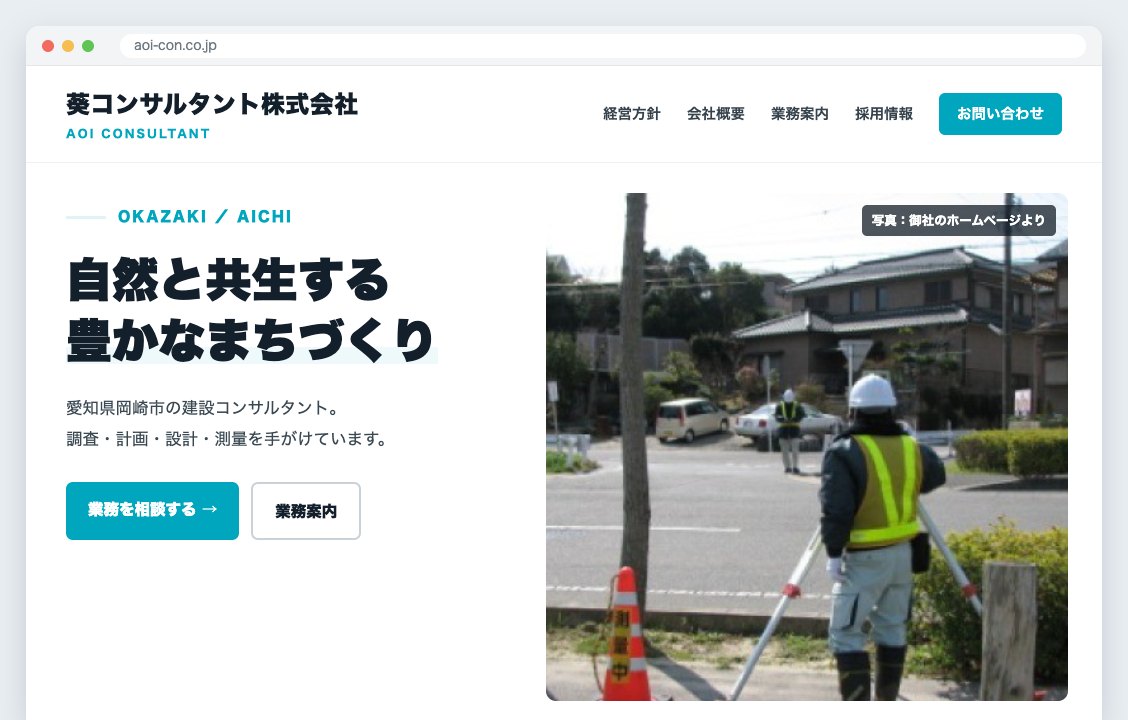 aoi-con.co.jp
葵コンサルタント株式会社
AOI CONSULTANT
経営方針
会社概要
業務案内
採用情報
お問い合わせ
OKAZAKI ／ AICHI
自然と共生する
豊かなまちづくり
愛知県岡崎市の建設コンサルタント。
調査・計画・設計・測量を手がけています。
業務を相談する →
業務案内
写真：御社のホームページより
測量中